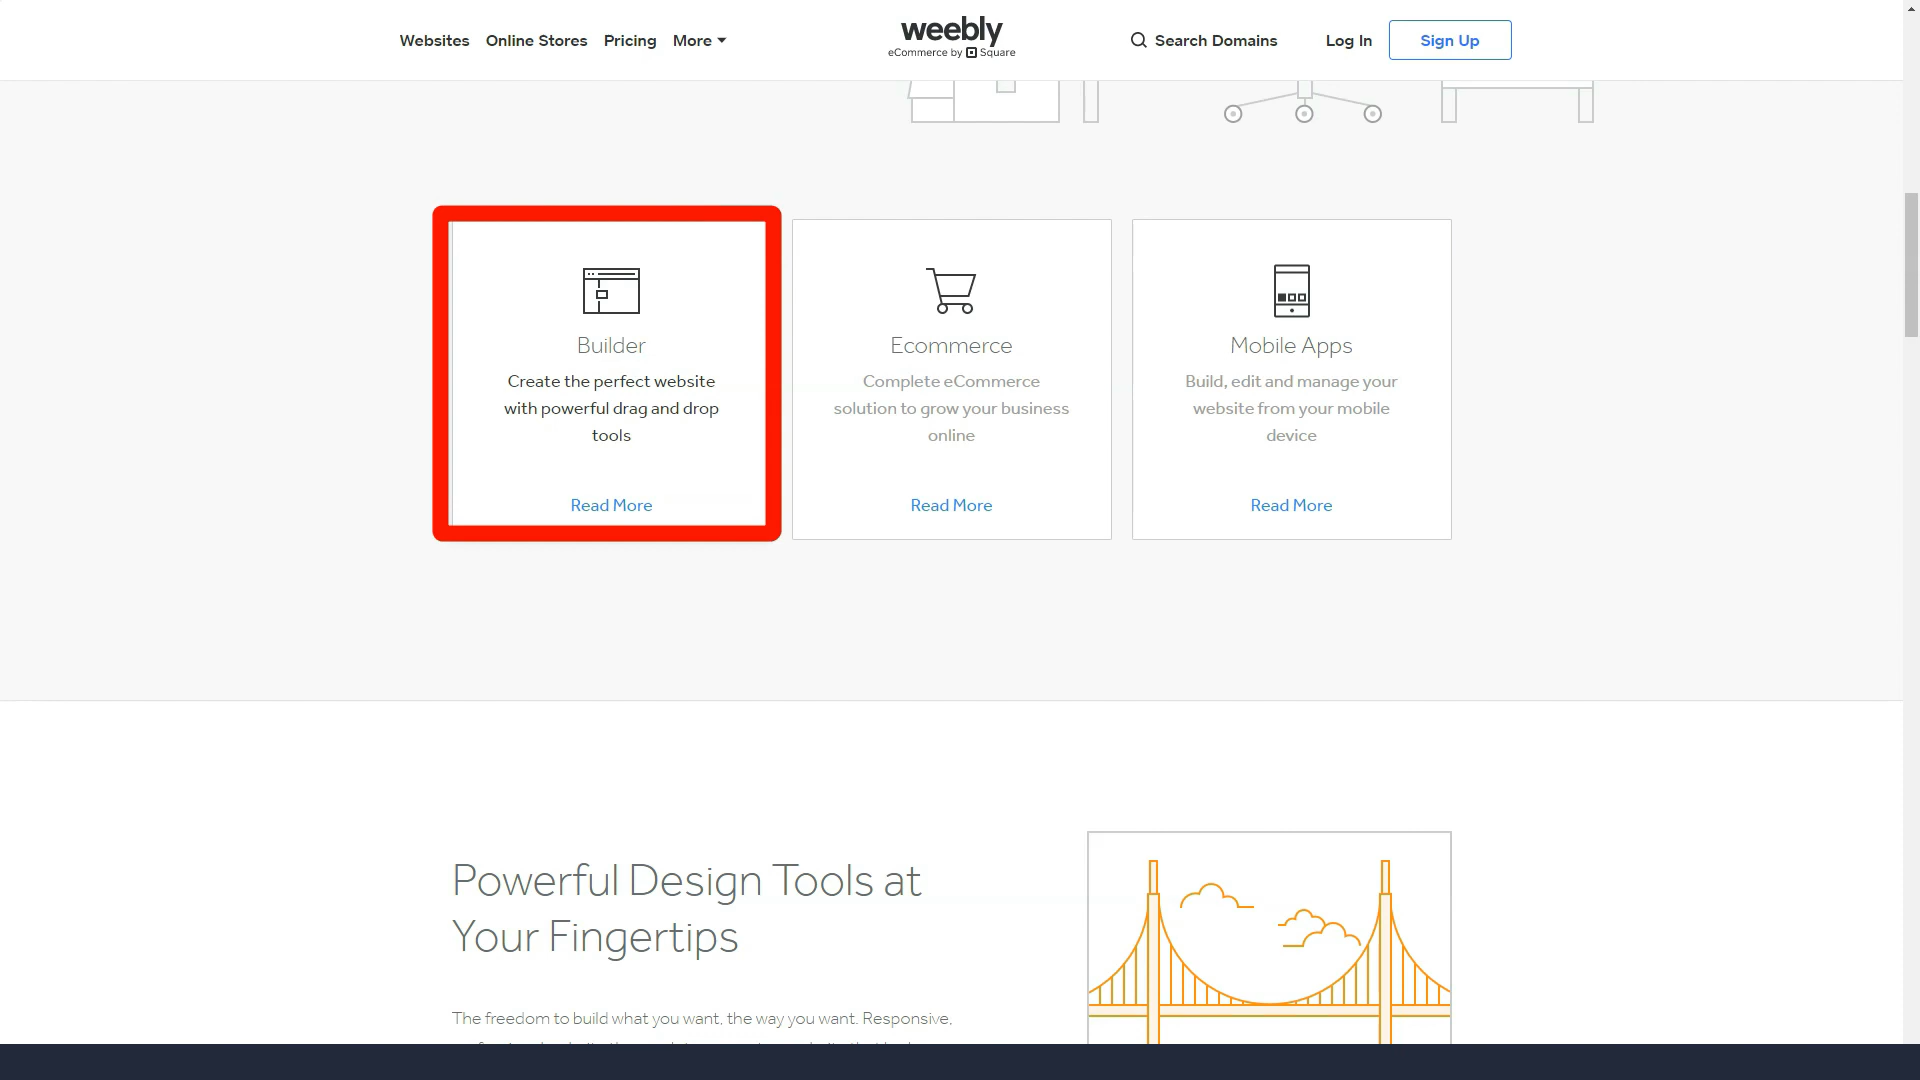 Websites Online Stores Pricing More
weebly
eCommerce by Square
Search Domains
Log In
Sign Up
Builder
Create the perfect website
with powerful drag and drop
tools
Read More
Ecommerce
Complete eCommerce
solution to grow your business
online
Read More
Mobile Apps
Build, edit and manage your
website from your mobile
device
Read More
Powerful Design Tools at
Your Fingertips
The freedom to build what you want, the way you want. Responsive,